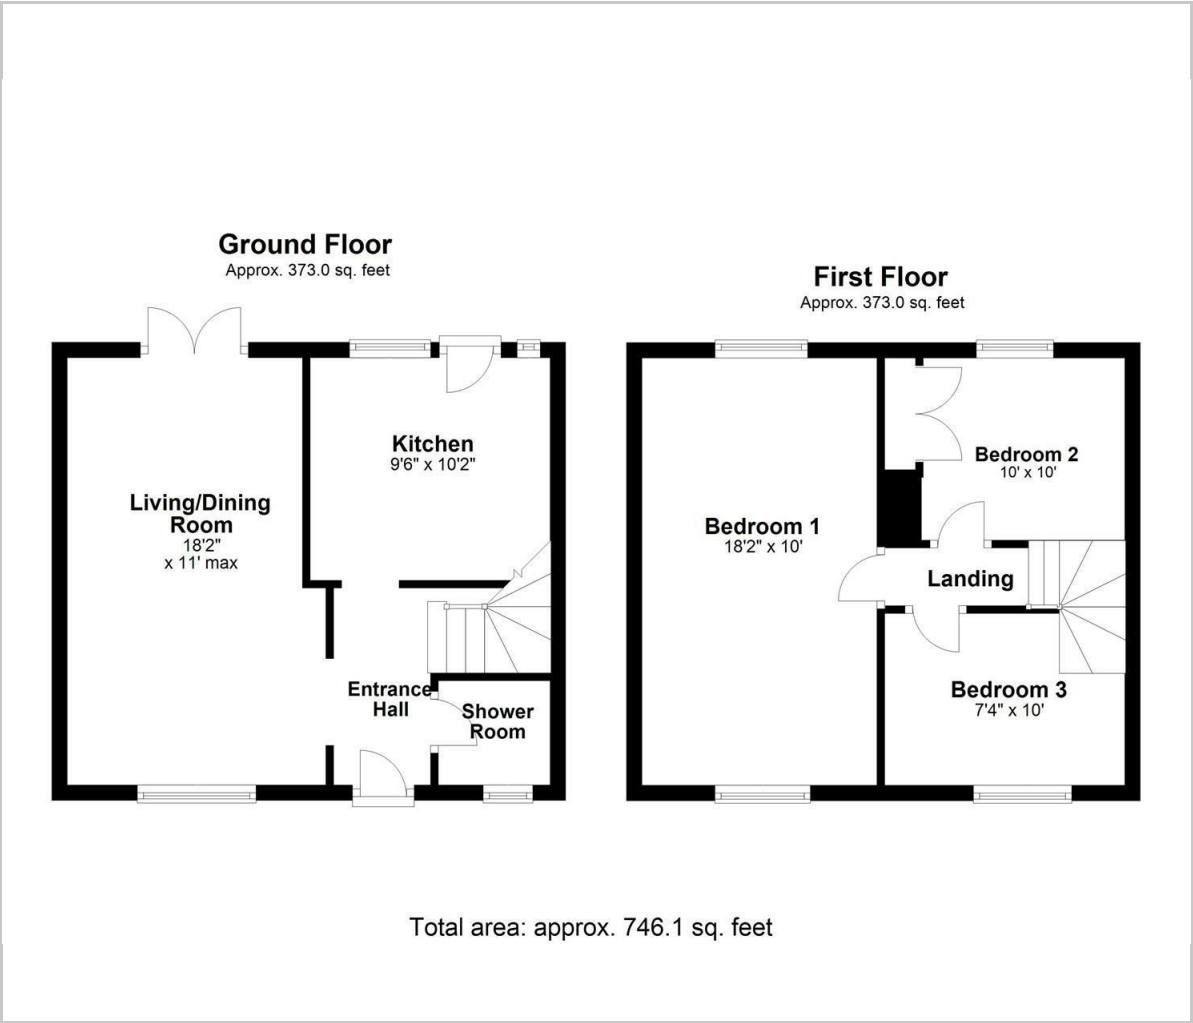 Ground Floor
Approx. 373.0 sq. feet
First Floor
Approx. 373.0 sq. feet
Kitchen
9'6" x 10'2"
Living/Dining
Room
18'2"
x 11' max
Entrance
Hall
Shower
Room
Bedroom 1
18'2" x 10'
Bedroom 2
10' x 10'
Landing
Bedroom 3
7'4" x 10'
Total area: approx. 746.1 sq. feet